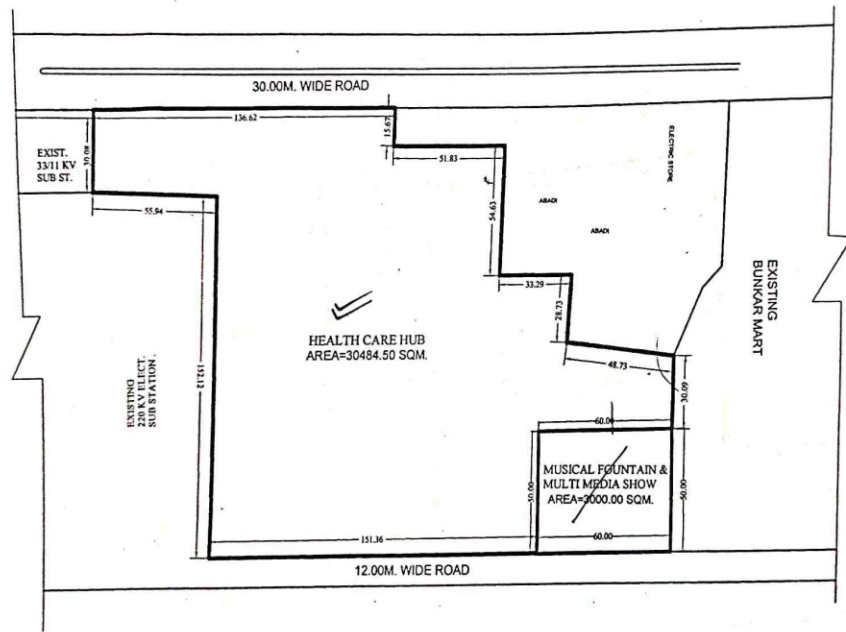 30.00M. WIDE ROAD
136.62
15.67
EXIST.
33/11 KV
SUB ST.
30.08
51.83
ELECTRIC STORE
55.94
54.63
ABADI
ABADI
33.29
EXISTING
BUNKAR MART
28.73
HEALTH CARE HUB
AREA=30484.50 SQM.
48.73
30.09
EXISTING
220 KV ELECT.
SUB STATION.
152.12
60.00
MUSICAL FOUNTAIN &
MULTI MEDIA SHOW
AREA=3000.00 SQM.
50.00
50.00
151.36
60.00
12.00M. WIDE ROAD